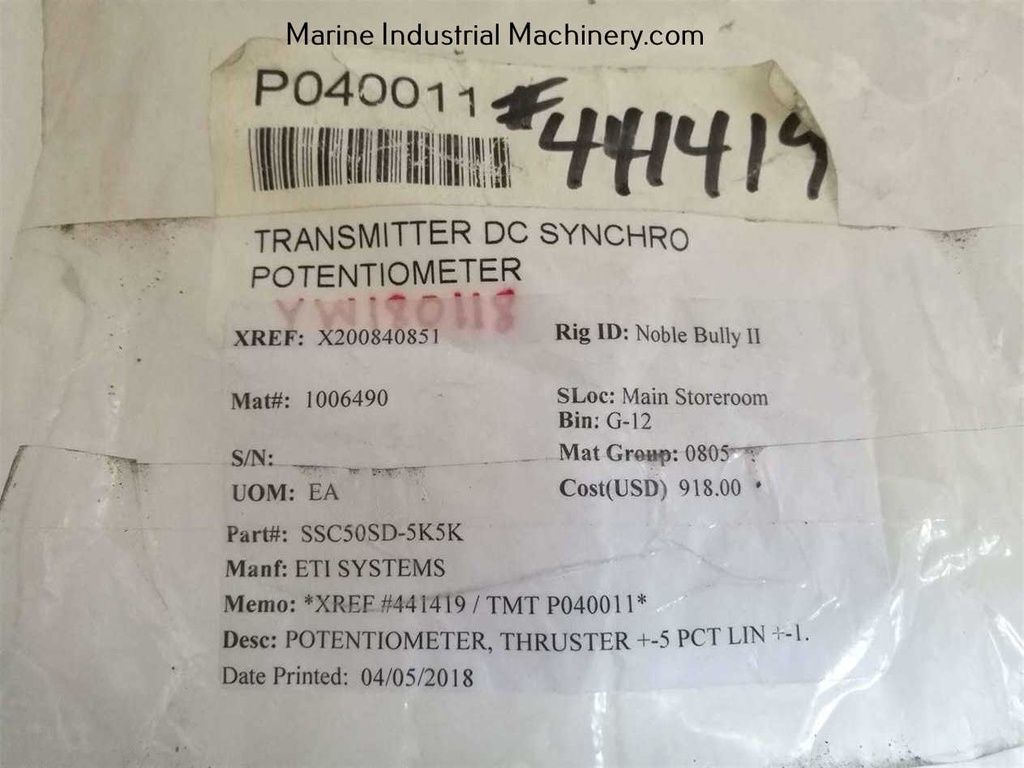 Marine Industrial Machinery.com
P040011 #441419
TRANSMITTER DC SYNCHRO
POTENTIOMETER
YM180118
XREF: X200840851 Rig ID: Noble Bully II
Mat#: 1006490 SLoc: Main Storeroom
Bin: G-12
S/N: Mat Group: 0805
UOM: EA Cost(USD) 918.00
Part#: SSC50SD-5K5K
Manf: ETI SYSTEMS
Memo: *XREF #441419 / TMT P040011*
Desc: POTENTIOMETER, THRUSTER +-5 PCT LIN +-1.
Date Printed: 04/05/2018